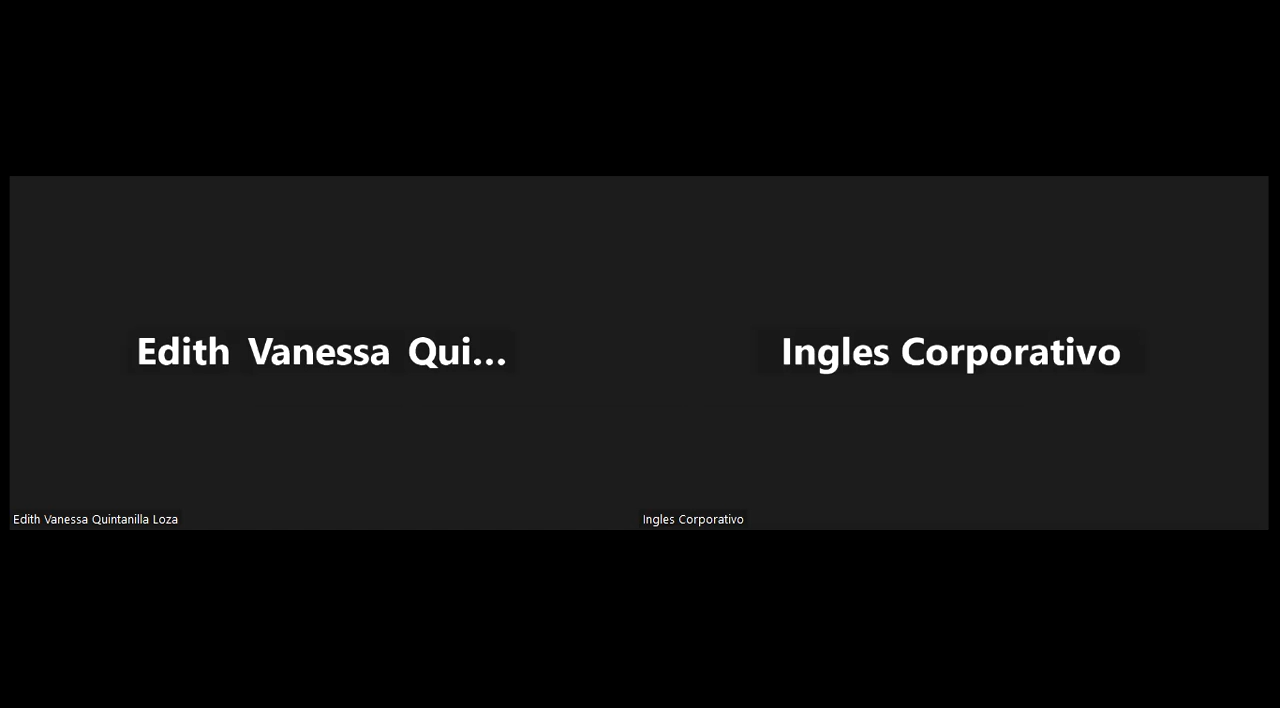 Edith Vanessa Qui...
Ingles Corporativo
Edith Vanessa Quintanilla Loza
Ingles Corporativo